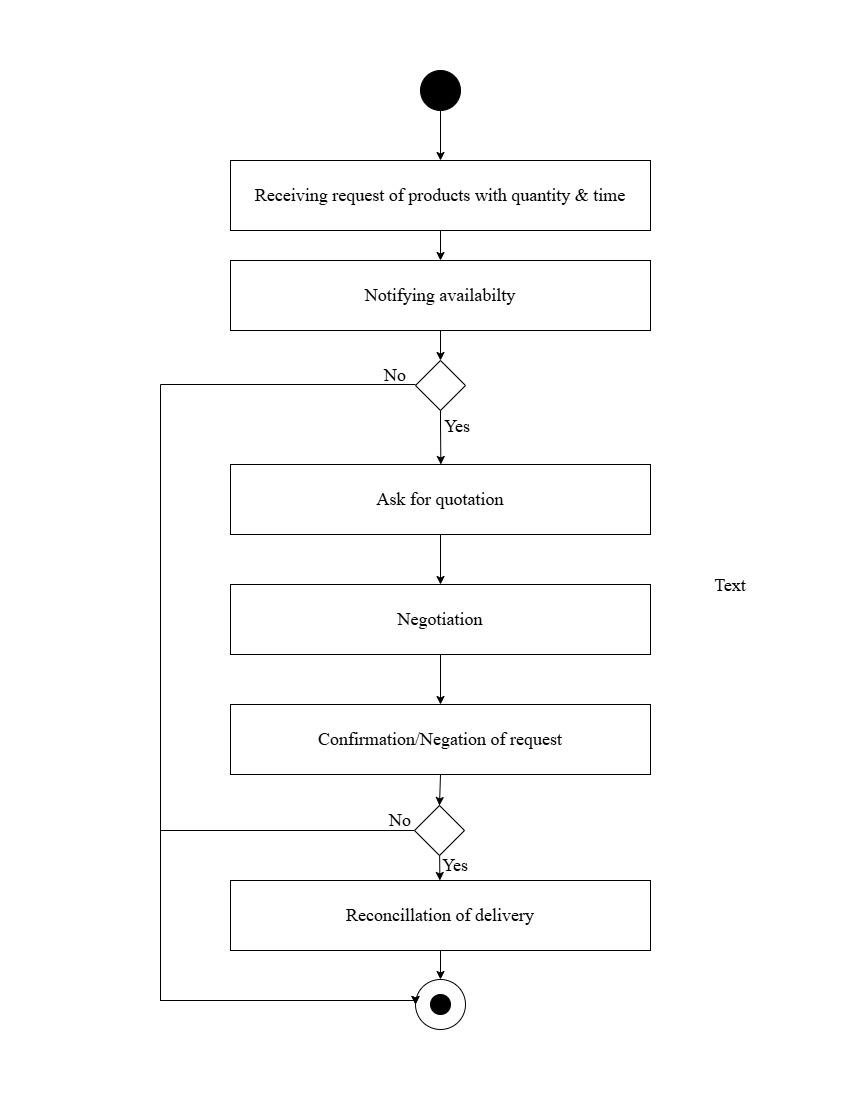 Receiving request of products with quantity & time
Notifying availabilty
No
Yes
Ask for quotation
Text
Negotiation
Confirmation/Negation of request
No
Yes
Reconcillation of delivery